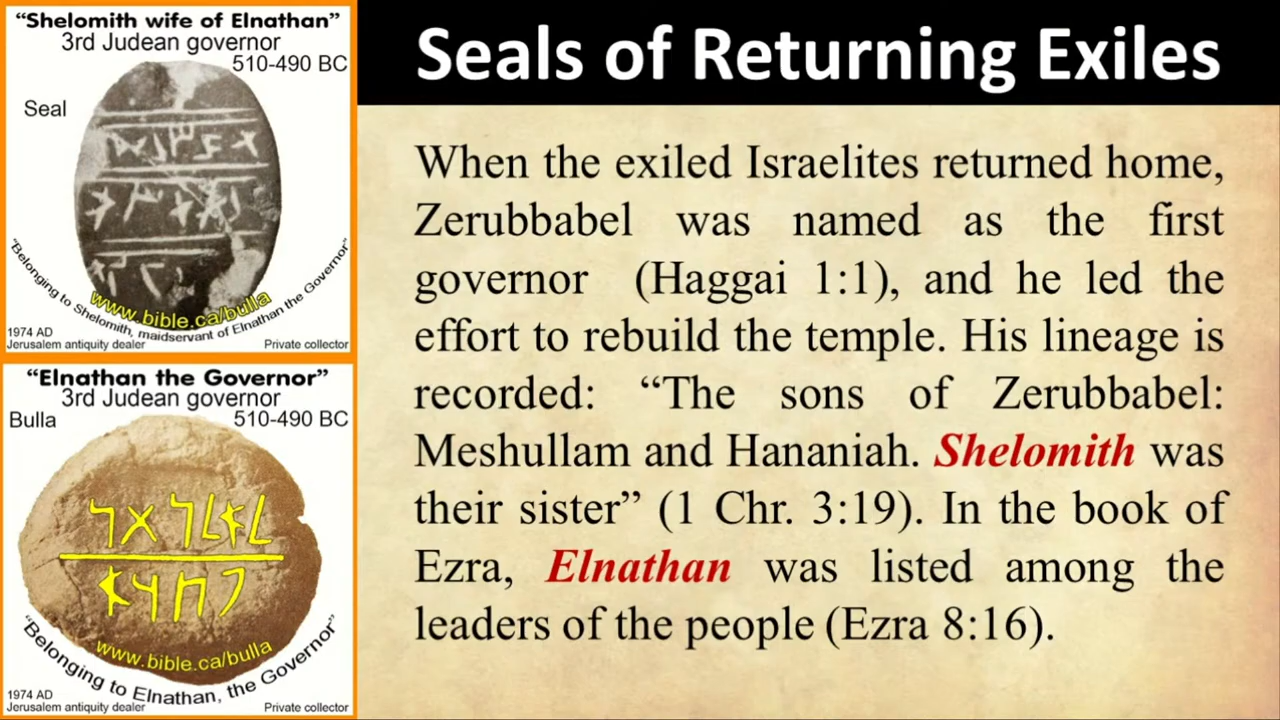 “Shelomith wife of Elnathan”
3rd Judean governor
510-490 BC
Seal
“Belonging to Shelomith, maidservant of Elnathan the Governor”
www.bible.ca/bulla
1974 AD
Jerusalem antiquity dealer
Private collector
“Elnathan the Governor”
3rd Judean governor
Bulla
510-490 BC
www.bible.ca/bulla
“Belonging to Elnathan, the Governor”
1974 AD
Jerusalem antiquity dealer
Private collector
Seals of Returning Exiles
When the exiled Israelites returned home,
Zerubbabel was named as the first
governor (Haggai 1:1), and he led the
effort to rebuild the temple. His lineage is
recorded: “The sons of Zerubbabel:
Meshullam and Hananiah. Shelomith was
their sister” (1 Chr. 3:19). In the book of
Ezra, Elnathan was listed among the
leaders of the people (Ezra 8:16).